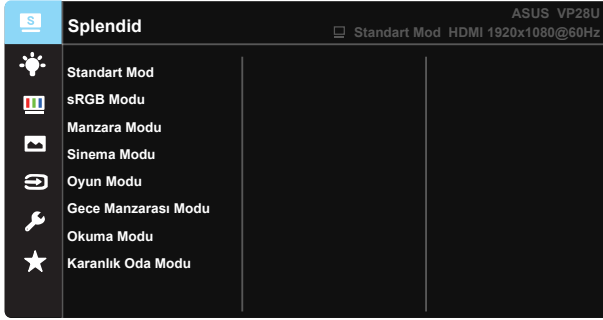 S
Splendid
ASUS VP28U
Standart Mod HDMI 1920x1080@60Hz
Standart Mod
sRGB Modu
Manzara Modu
Sinema Modu
Oyun Modu
Gece Manzarası Modu
Okuma Modu
Karanlık Oda Modu